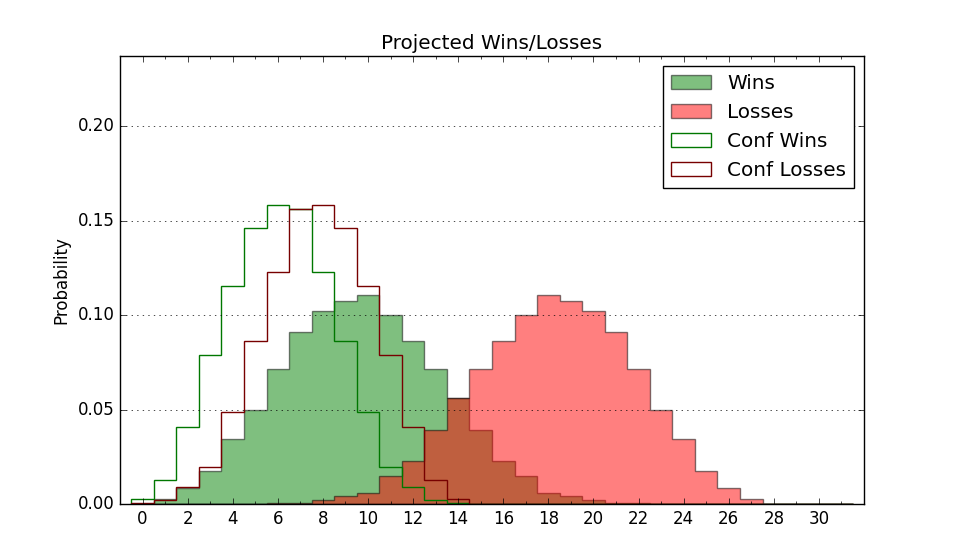 Projected Wins/Losses
Wins
Losses
Conf Wins
Conf Losses
Probability
0.20
0.15
0.10
0.05
0.00
0 2 4 6 8 10 12 14 16 18 20 22 24 26 28 30